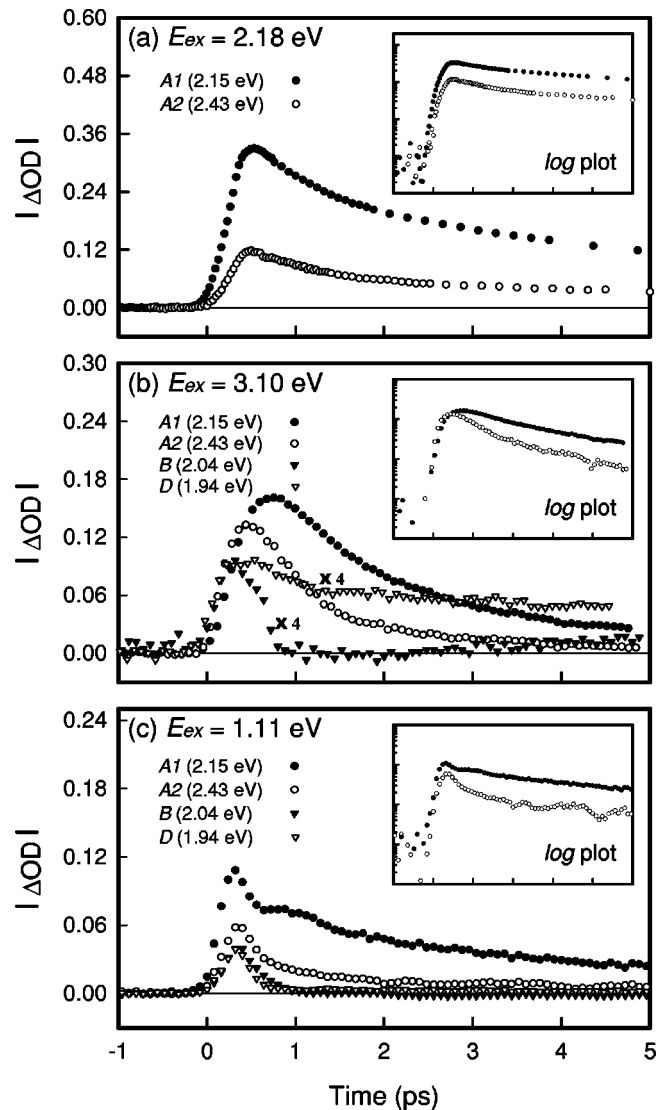 (a) Eex = 2.18 eV
A1 (2.15 eV) ●
A2 (2.43 eV) ○
log plot
0.60
0.48
0.36
0.24
0.12
0.00
| ΔOD |
(b) Eex = 3.10 eV
A1 (2.15 eV) ●
A2 (2.43 eV) ○
B (2.04 eV) ▼
D (1.94 eV) ▽
log plot
x 4
x 4
0.30
0.24
0.18
0.12
0.06
0.00
| ΔOD |
(c) Eex = 1.11 eV
A1 (2.15 eV) ●
A2 (2.43 eV) ○
B (2.04 eV) ▼
D (1.94 eV) ▽
log plot
0.24
0.18
0.12
0.06
0.00
| ΔOD |
-1 0 1 2 3 4 5
Time (ps)